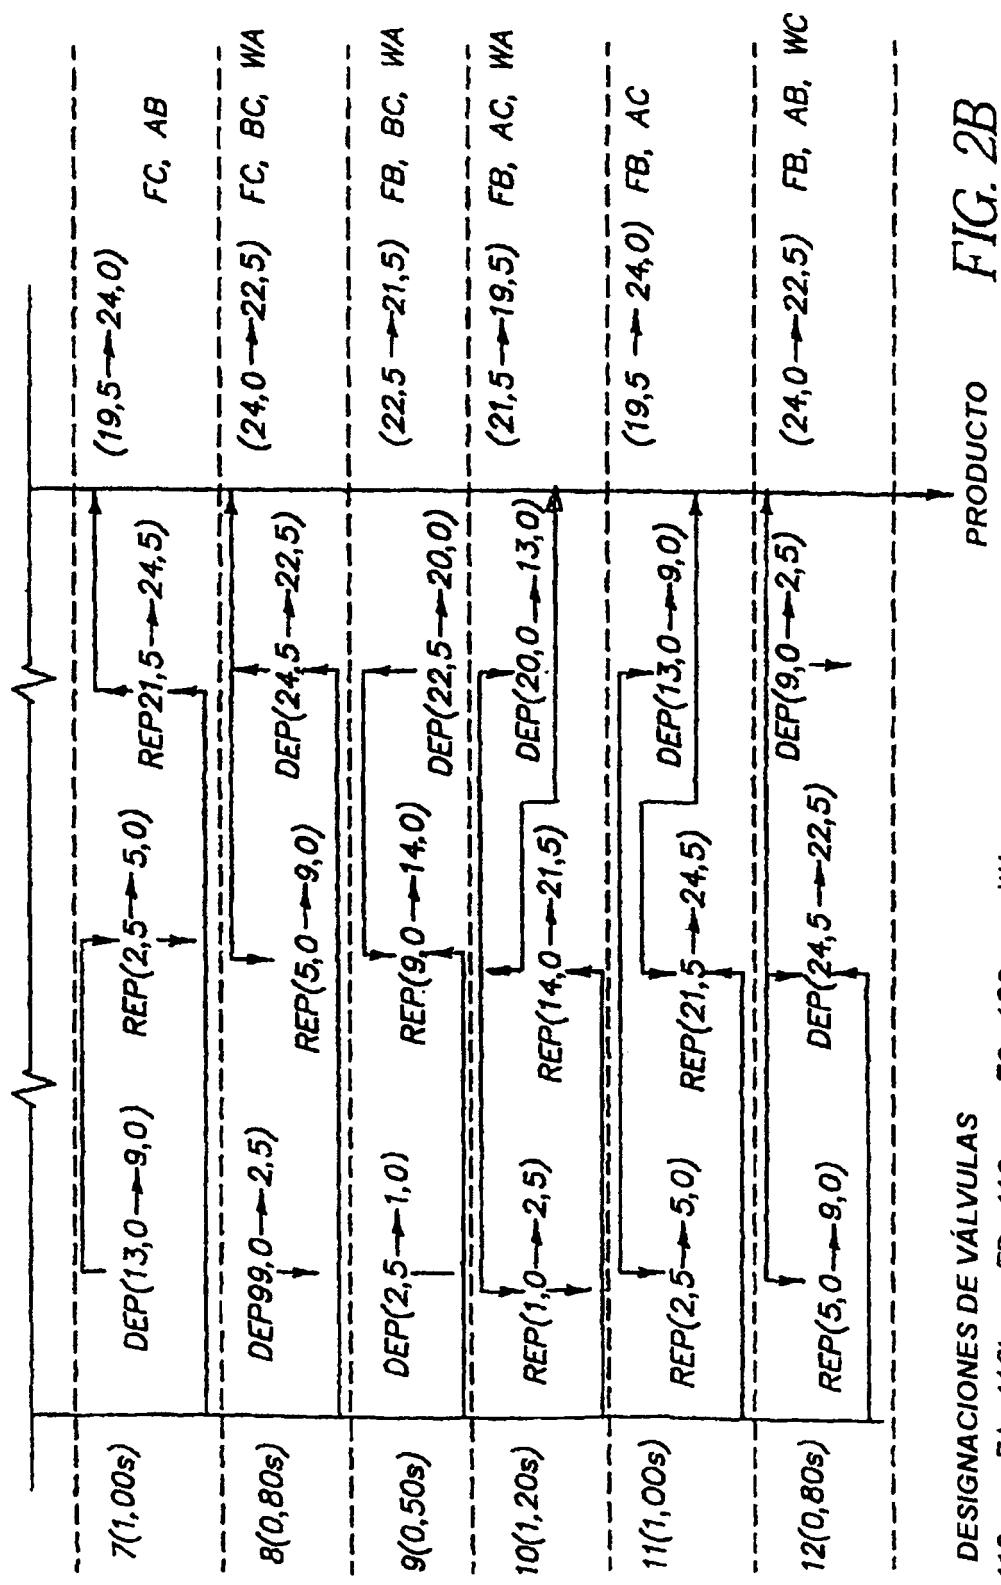 7(1,00s) DEP(13,0→9,0) REP(2,5→5,0) REP21,5→24,5) (19,5→24,0) FC, AB
8(0,80s) DEP99,0→2,5) REP(5,0→9,0) DEP(24,5→22,5) (24,0→22,5) FC, BC, WA
9(0,50s) DEP(2,5→1,0) REP(9,0→14,0) DEP(22,5→20,0) (22,5→21,5) FB, BC, WA
10(1,20s) REP(1,0→2,5) REP(14,0→21,5) DEP(20,0→13,0) (21,5→19,5) FB, AC, WA
11(1,00s) REP(2,5→5,0) REP(21,5→24,5) DEP(13,0→9,0) (19,5→24,0) FB, AC
12(0,80s) REP(5,0→9,0) DEP(24,5→22,5) DEP(9,0→2,5) (24,0→22,5) FB, AB, WC
PRODUCTO
FIG. 2B
DESIGNACIONES DE VÁLVULAS